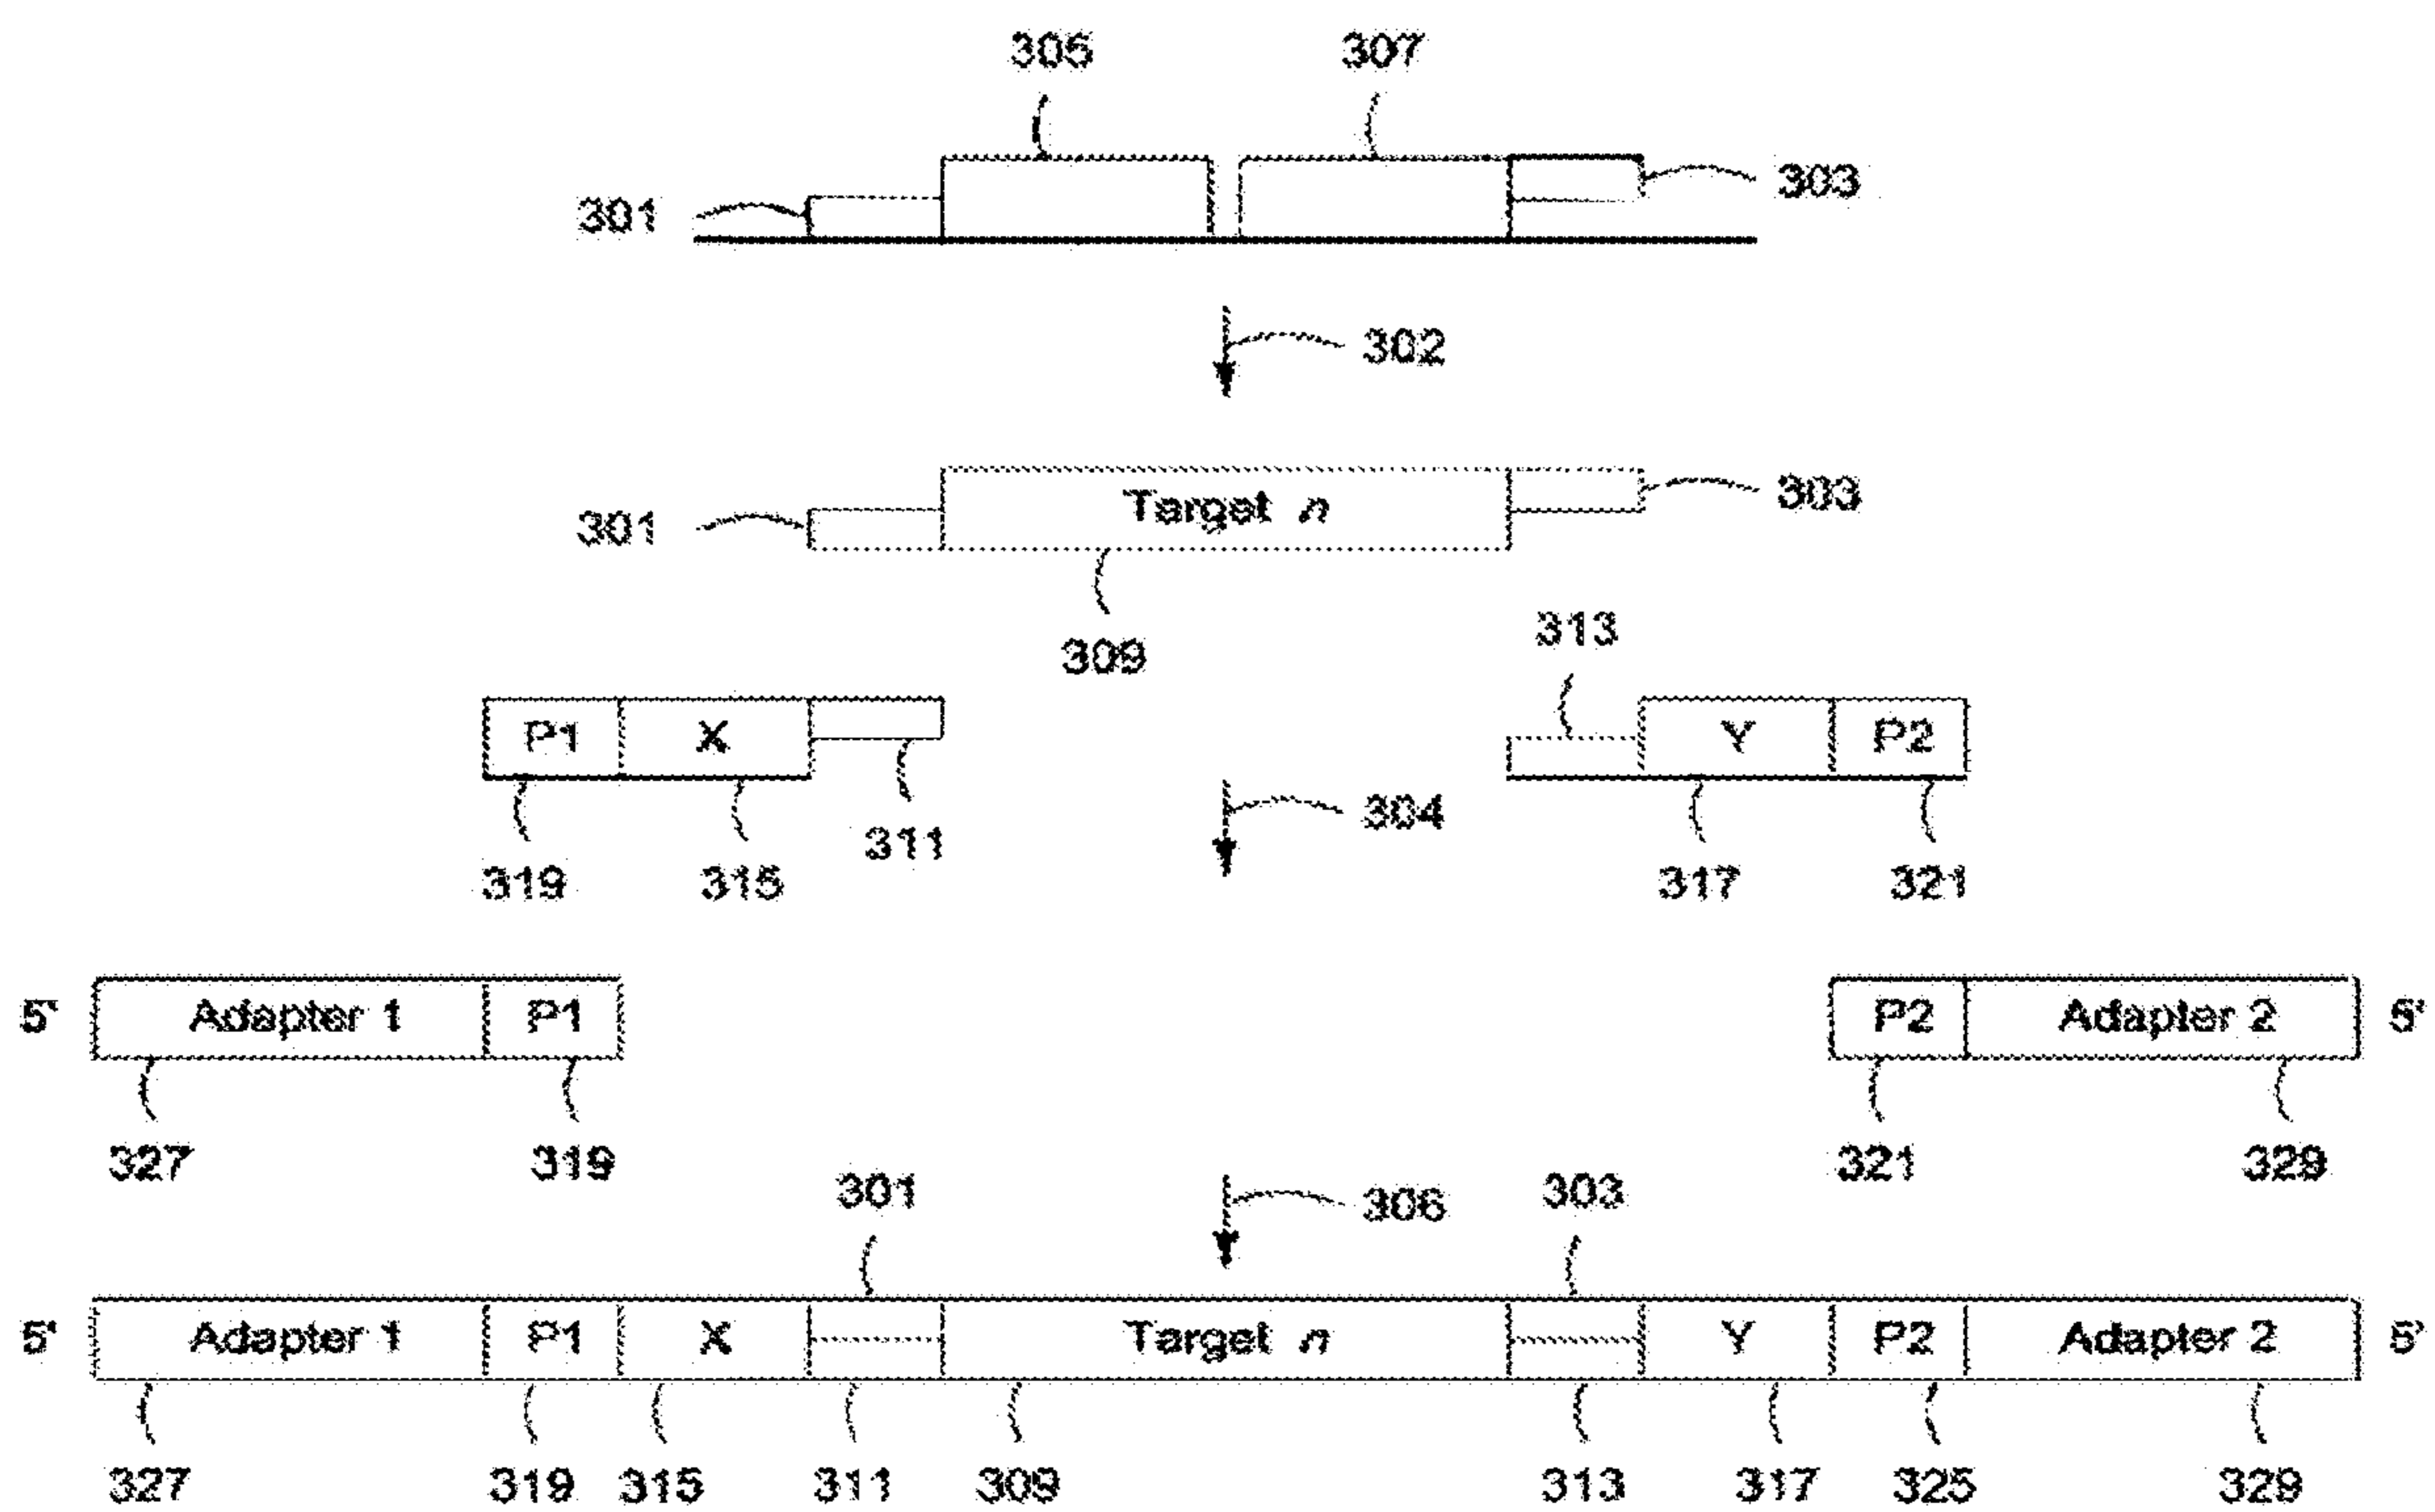 305 307
301 303
302
301 Target n 303
309 313
P1 X Y P2
311 304
319 315 317 321
5' Adapter 1 P1 P2 Adapter 2 5'
327 319 321 329
301 306 303
5' Adapter 1 P1 X Target n Y P2 Adapter 2 5'
327 319 315 311 309 313 317 325 329